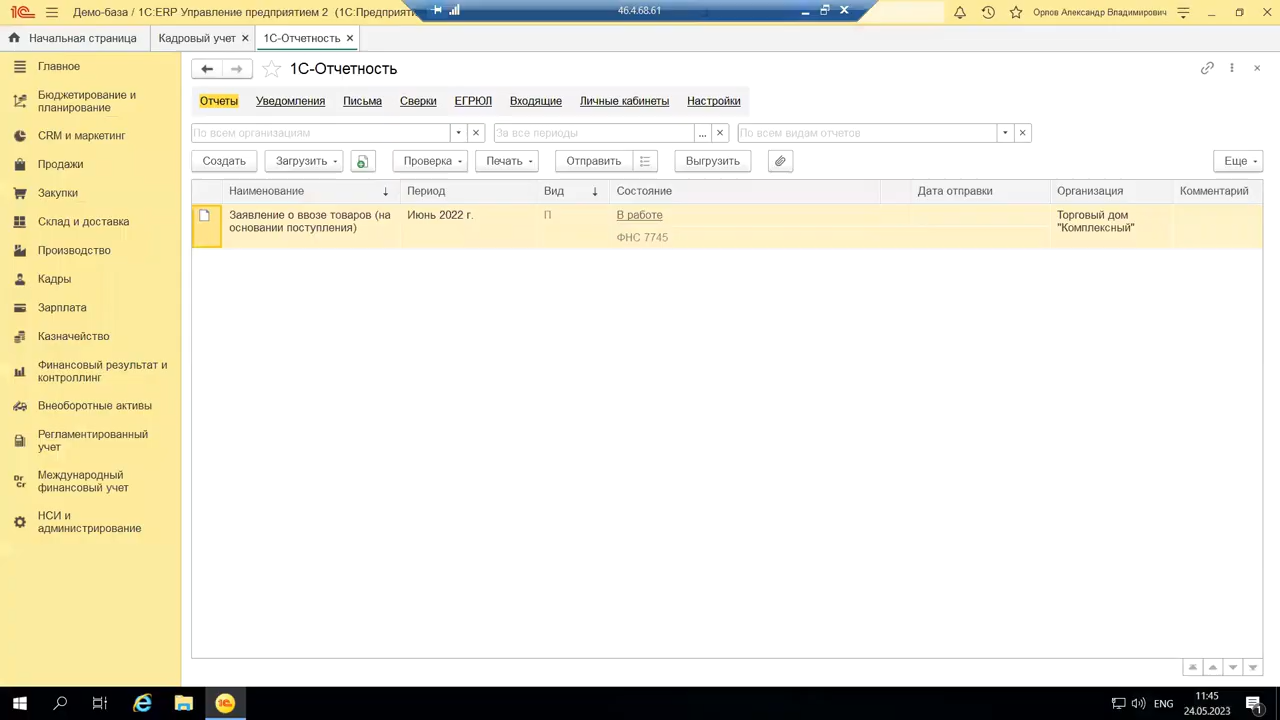 Демо-база / 1С:ERP Управление предприятием 2 (1С:Предприяти
46.4.68.61
Орлов Александр Владимирович
Начальная страница
Кадровый учет
1С-Отчетность
Главное
Бюджетирование и
планирование
CRM и маркетинг
Продажи
Закупки
Склад и доставка
Производство
Кадры
Зарплата
Казначейство
Финансовый результат и
контроллинг
Внеоборотные активы
Регламентированный
учет
Международный
финансовый учет
НСИ и
администрирование
1С-Отчетность
Отчеты Уведомления Письма Сверки ЕГРЮЛ Входящие Личные кабинеты Настройки
По всем организациям За все периоды ... По всем видам отчетов
Создать Загрузить Проверка Печать Отправить Выгрузить Еще
Наименование Период Вид Состояние Дата отправки Организация Комментарий
Заявление о ввозе товаров (на Июнь 2022 г. П В работе Торговый дом
основании поступления) ФНС 7745 "Комплексный"
ENG
11:45
24.05.2023
1